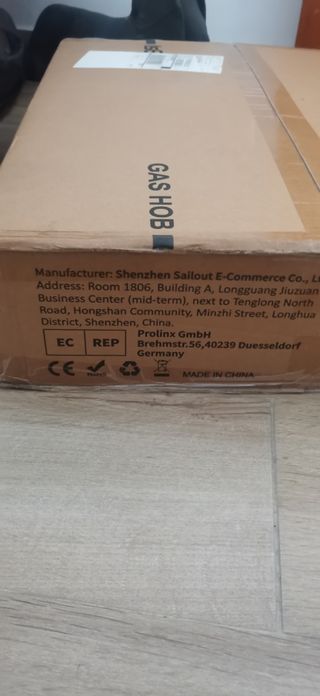 GAS HOB
Manufacturer: Shenzhen Sailout E-Commerce Co., Lt
Address: Room 1806, Building A, Longguang Jiuzuan
Business Center (mid-term), next to Tenglong North
Road, Hongshan Community, Minzhi Street, Longhua
District, Shenzhen, China.
EC REP
Prolinx GmbH
Brehmstr.56,40239 Duesseldorf
Germany
CE
MADE IN CHINA